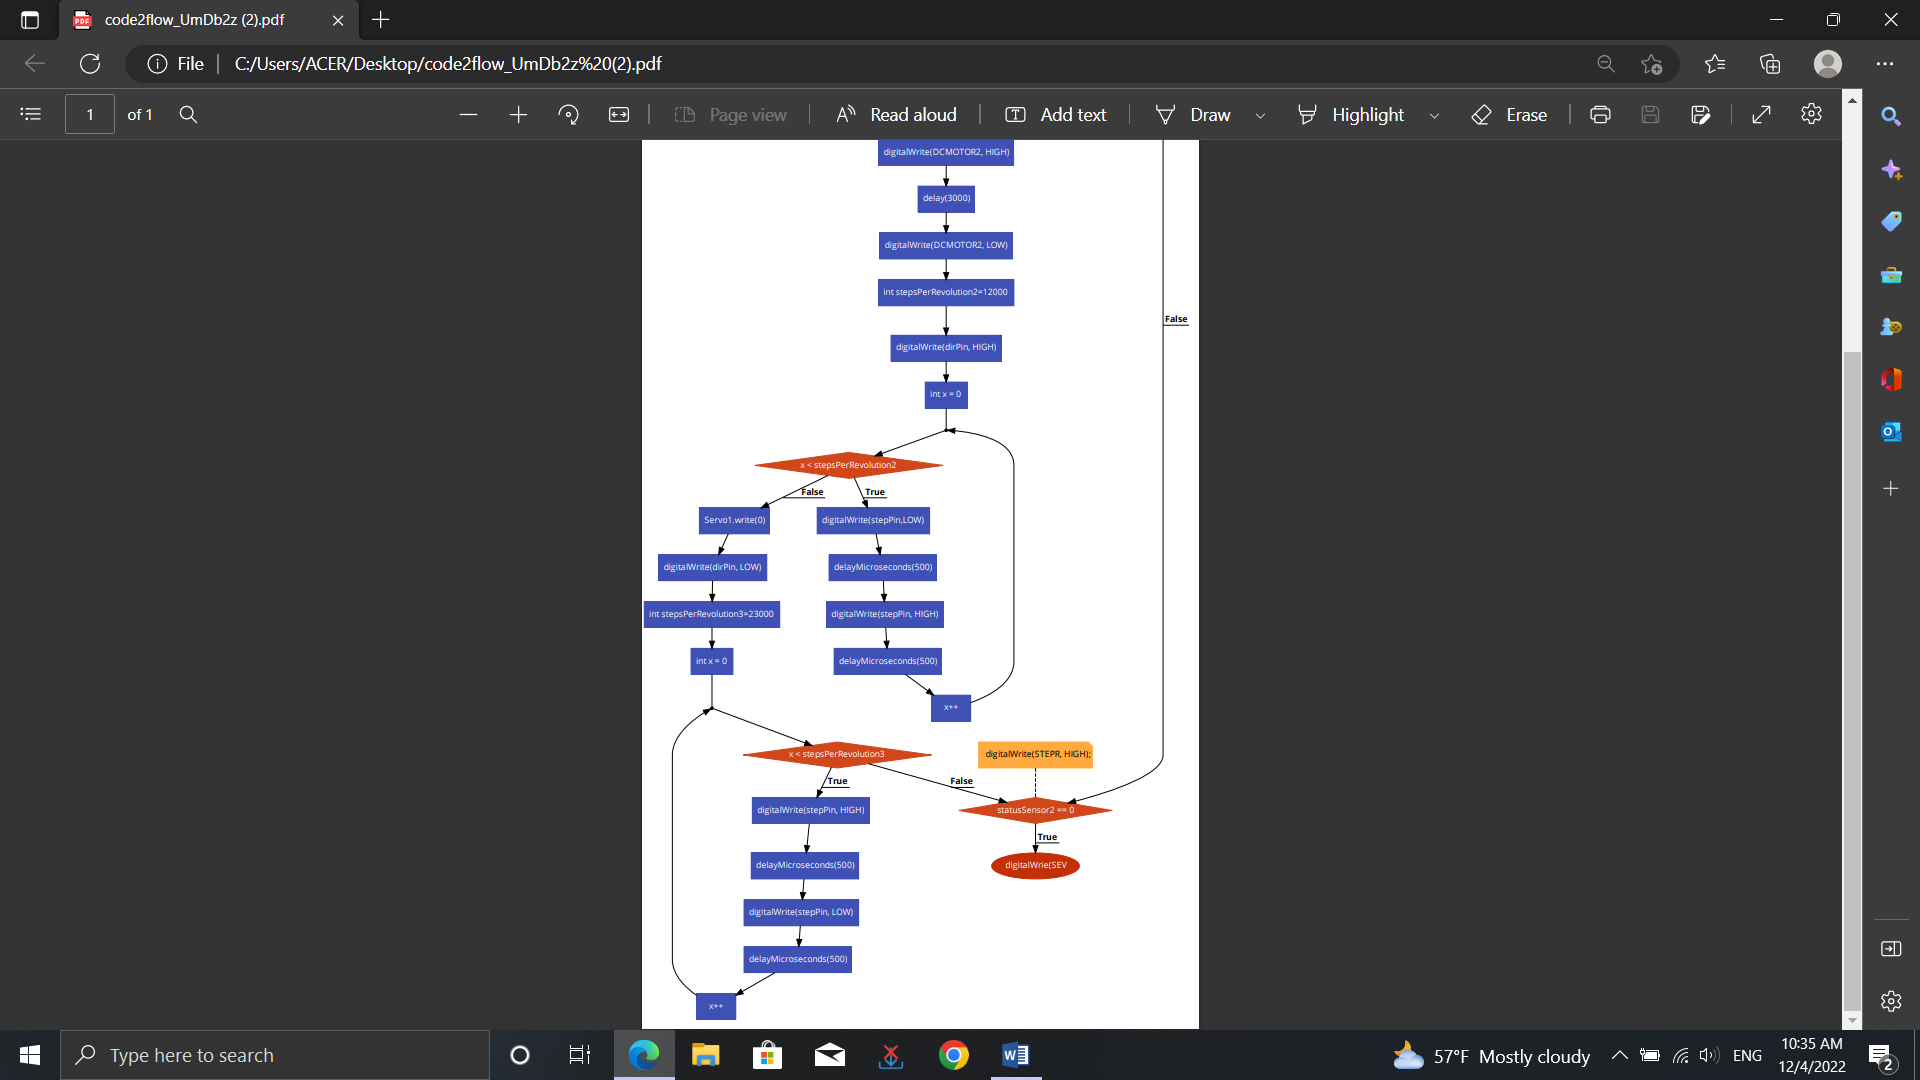 code2flow_UmDb2z (2).pdf
File
C:/Users/ACER/Desktop/code2flow_UmDb2z%20(2).pdf
1 of 1
Page view
Read aloud
Add text
Draw
Highlight
Erase
digitalWrite(DCMOTOR2, HIGH)
delay(3000)
digitalWrite(DCMOTOR2, LOW)
int stepsPerRevolution2=12000
False
digitalWrite(dirPin, HIGH)
int x = 0
x < stepsPerRevolution2
False
True
Servo1.write(0)
digitalWrite(stepPin,LOW)
digitalWrite(dirPin, LOW)
delayMicroseconds(500)
int stepsPerRevolution3=23000
digitalWrite(stepPin, HIGH)
int x = 0
delayMicroseconds(500)
x++
x < stepsPerRevolution3
digitalWrite(STEPR, HIGH);
True
False
digitalWrite(stepPin, HIGH)
statusSensor2 == 0
True
delayMicroseconds(500)
digitalWrie(SEV
digitalWrite(stepPin, LOW)
delayMicroseconds(500)
x++
Type here to search
57°F Mostly cloudy
ENG
10:35 AM
12/4/2022
2